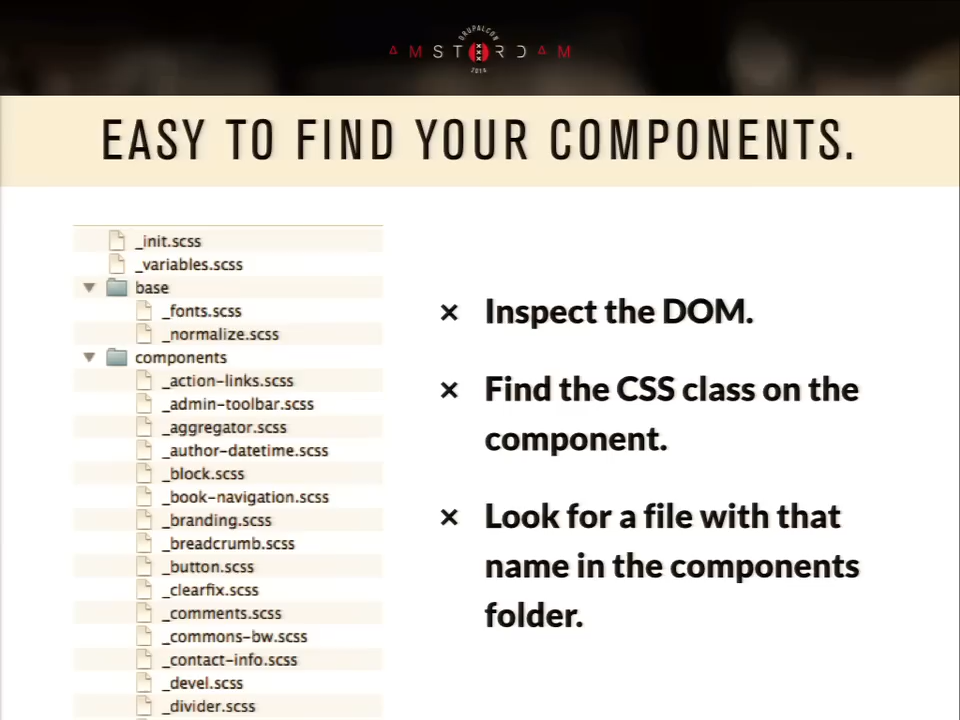 DRUPALCON
AMSTERDAM
2014
EASY TO FIND YOUR COMPONENTS.
_init.scss
_variables.scss
base
_fonts.scss
_normalize.scss
components
_action-links.scss
_admin-toolbar.scss
_aggregator.scss
_author-datetime.scss
_block.scss
_book-navigation.scss
_branding.scss
_breadcrumb.scss
_button.scss
_clearfix.scss
_comments.scss
_commons-bw.scss
_contact-info.scss
_devel.scss
_divider.scss
× Inspect the DOM.
× Find the CSS class on the
component.
× Look for a file with that
name in the components
folder.